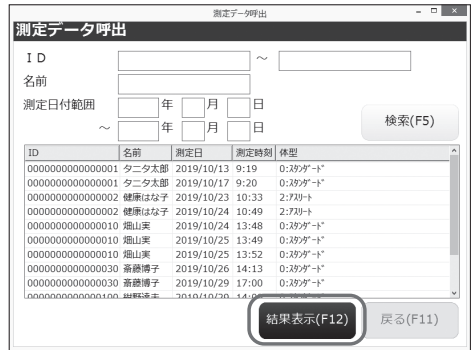 測定データ呼出
測定データ呼出
ID ～
名前
測定日付範囲 年 月 日
～ 年 月 日
検索(F5)
ID 名前 測定日 測定時刻 体型
0000000000000001 タニタ太郎 2019/10/13 9:19 0:ｽﾀﾝﾀﾞｰﾄﾞ
0000000000000001 タニタ太郎 2019/10/17 9:20 0:ｽﾀﾝﾀﾞｰﾄﾞ
0000000000000002 健康はな子 2019/10/23 10:33 2:ｱｽﾘｰﾄ
0000000000000002 健康はな子 2019/10/24 10:49 2:ｱｽﾘｰﾄ
0000000000000010 畑山実 2019/10/24 13:48 0:ｽﾀﾝﾀﾞｰﾄﾞ
0000000000000010 畑山実 2019/10/25 13:49 0:ｽﾀﾝﾀﾞｰﾄﾞ
0000000000000010 畑山実 2019/10/25 13:52 0:ｽﾀﾝﾀﾞｰﾄﾞ
0000000000000030 斎藤博子 2019/10/26 14:13 0:ｽﾀﾝﾀﾞｰﾄﾞ
0000000000000030 斎藤博子 2019/10/29 17:00 0:ｽﾀﾝﾀﾞｰﾄﾞ
0000000000000100 2019/10/29
結果表示(F12) 戻る(F11)